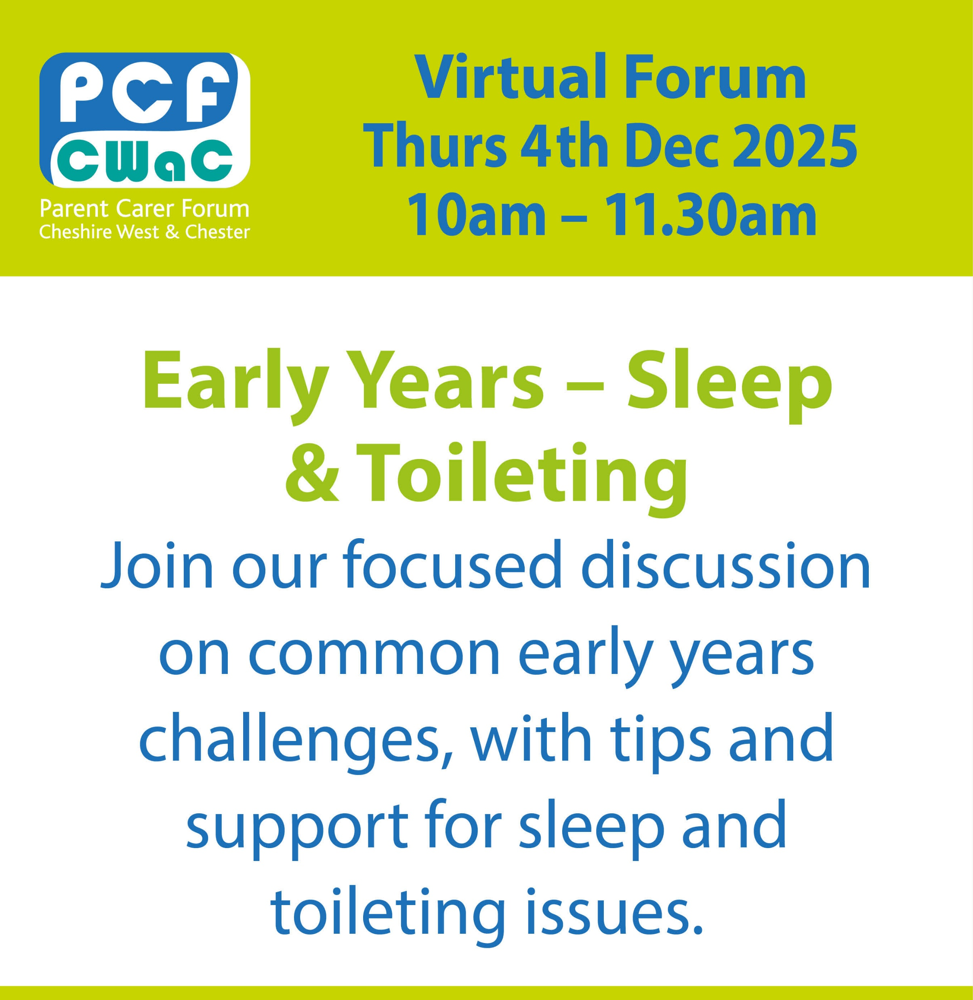 PCF
CWaC
Parent Carer Forum
Cheshire West & Chester
Virtual Forum
Thurs 4th Dec 2025
10am – 11.30am
Early Years – Sleep
& Toileting
Join our focused discussion
on common early years
challenges, with tips and
support for sleep and
toileting issues.